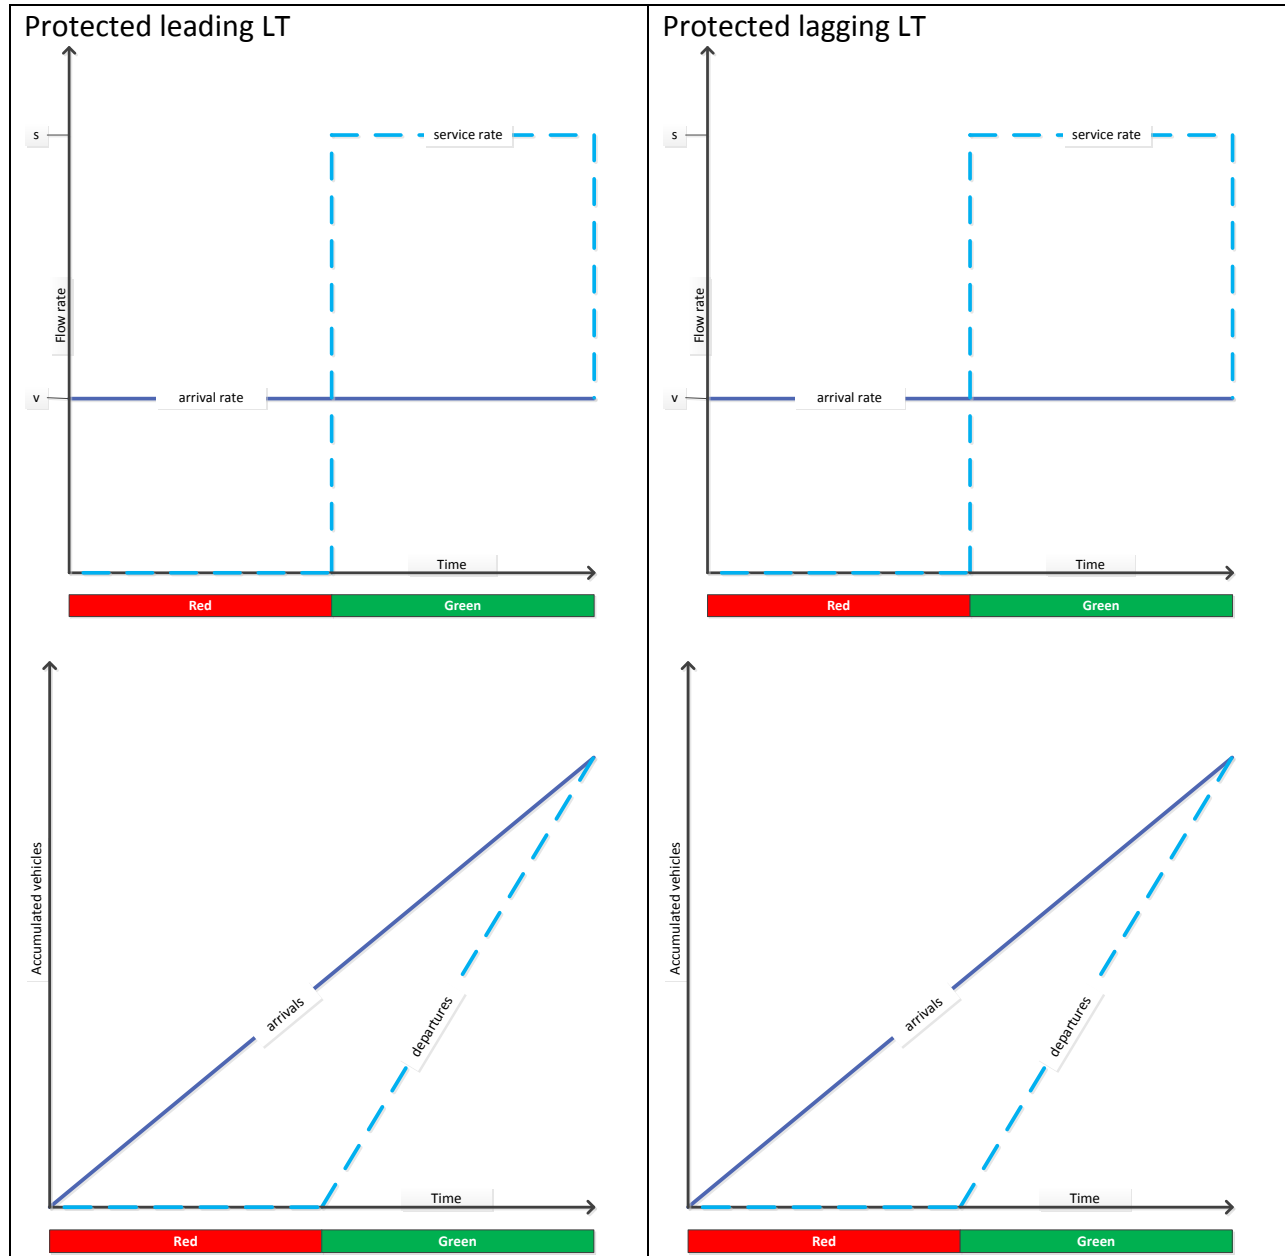 Protected leading LT
s
service rate
Flow rate
v
arrival rate
Time
Red
Green
Accumulated vehicles
arrivals
departures
Time
Red
Green
Protected lagging LT
s
service rate
Flow rate
v
arrival rate
Time
Red
Green
Accumulated vehicles
arrivals
departures
Time
Red
Green